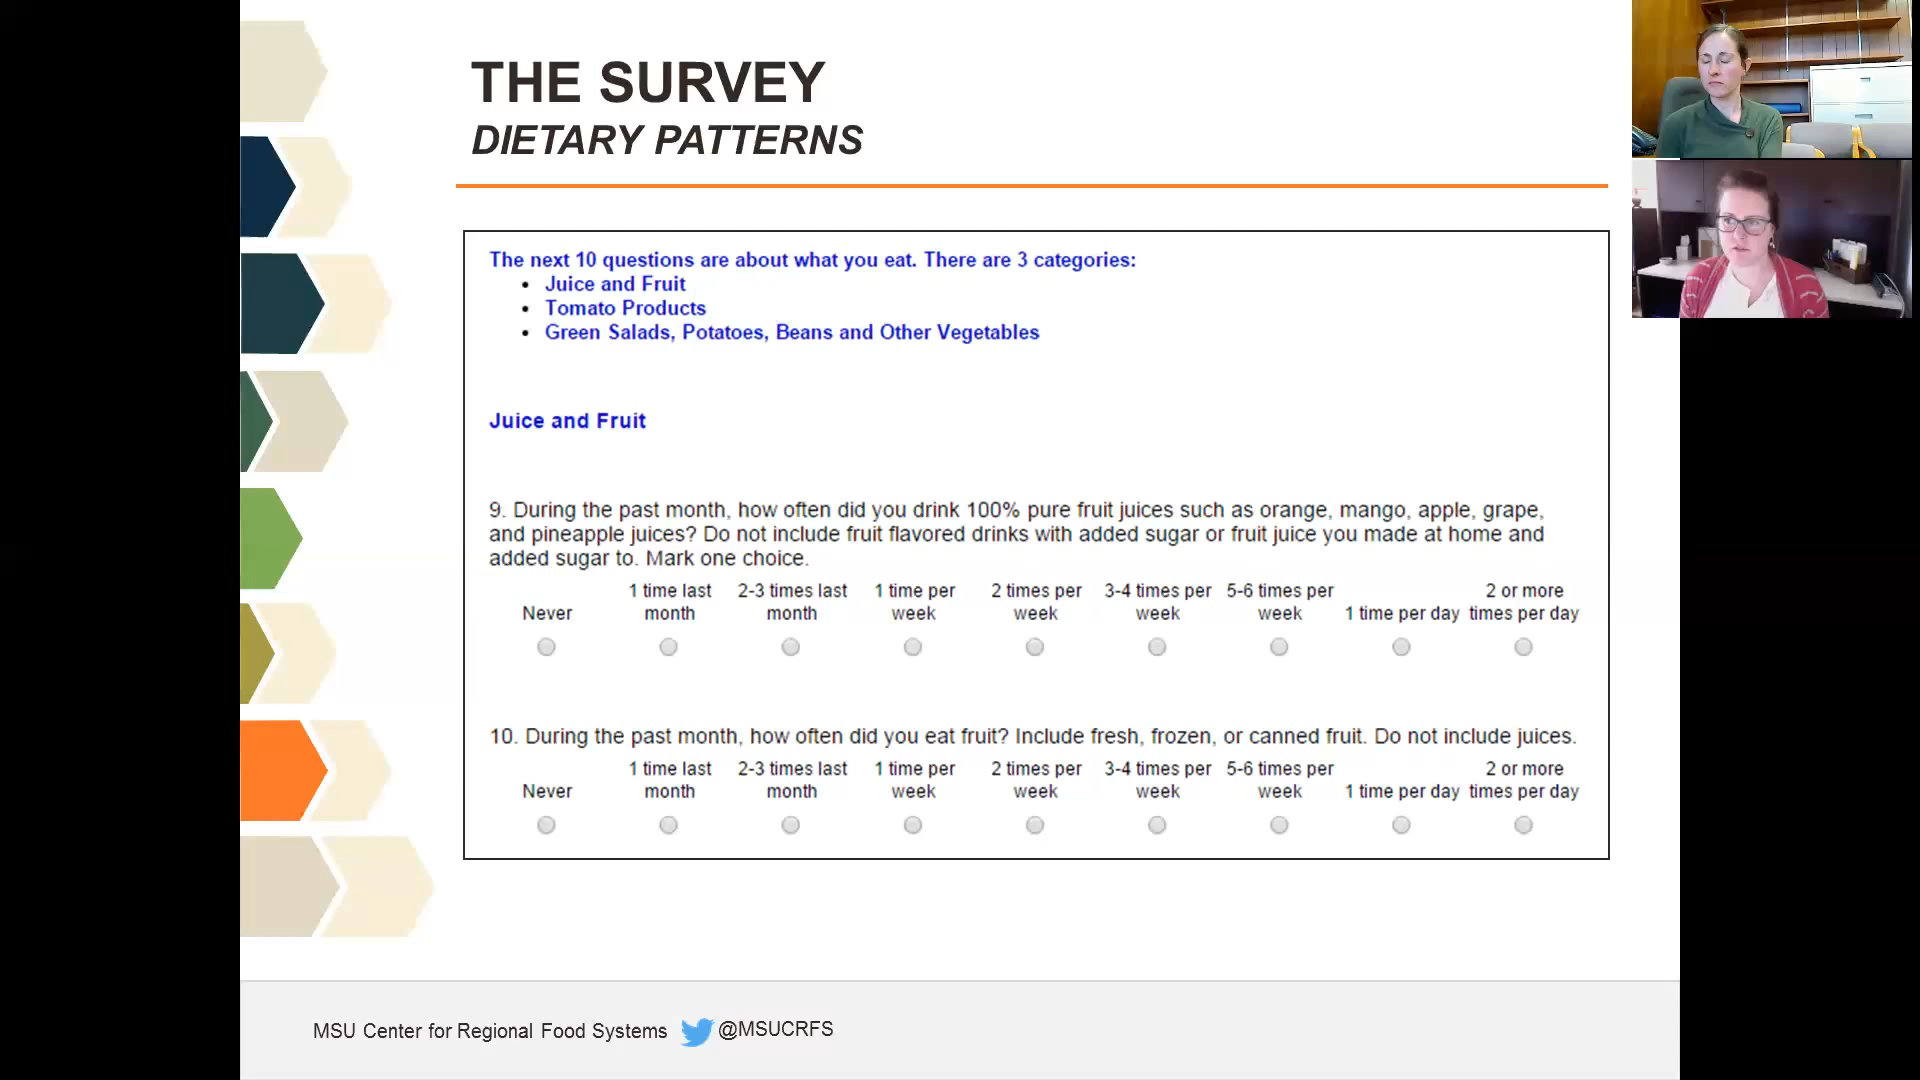 THE SURVEY
DIETARY PATTERNS
The next 10 questions are about what you eat. There are 3 categories:
• Juice and Fruit
• Tomato Products
• Green Salads, Potatoes, Beans and Other Vegetables
Juice and Fruit
9. During the past month, how often did you drink 100% pure fruit juices such as orange, mango, apple, grape,
and pineapple juices? Do not include fruit flavored drinks with added sugar or fruit juice you made at home and
added sugar to. Mark one choice.
1 time last 2-3 times last 1 time per 2 times per 3-4 times per 5-6 times per 2 or more
Never month month week week week week 1 time per day times per day
10. During the past month, how often did you eat fruit? Include fresh, frozen, or canned fruit. Do not include juices.
1 time last 2-3 times last 1 time per 2 times per 3-4 times per 5-6 times per 2 or more
Never month month week week week week 1 time per day times per day
MSU Center for Regional Food Systems @MSUCRFS